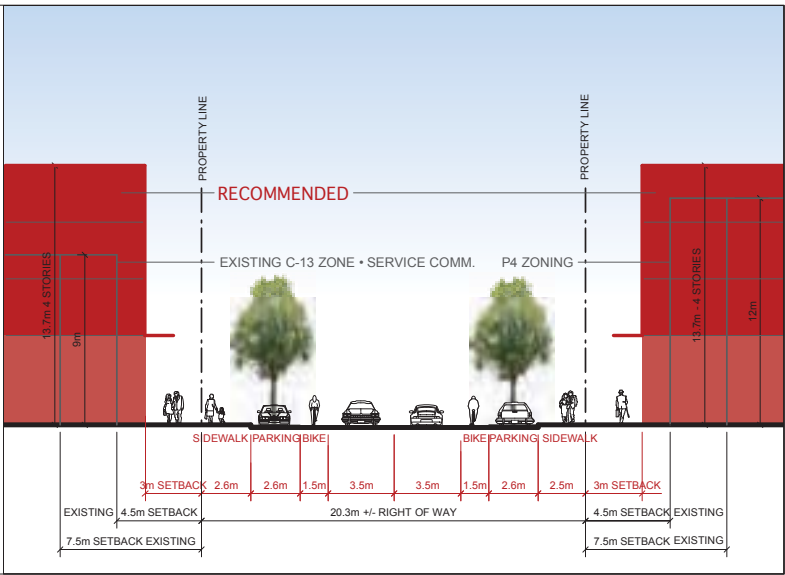 PROPERTY LINE
PROPERTY LINE
RECOMMENDED
EXISTING C-13 ZONE • SERVICE COMM.
P4 ZONING
13.7m 4 STORIES
9m
13.7m - 4 STORIES
12m
SIDEWALK PARKING BIKE
BIKE PARKING SIDEWALK
3m SETBACK 2.6m 2.6m 1.5m 3.5m 3.5m 1.5m 2.6m 2.5m 3m SETBACK
EXISTING 4.5m SETBACK 20.3m +/- RIGHT OF WAY 4.5m SETBACK EXISTING
7.5m SETBACK EXISTING 7.5m SETBACK EXISTING